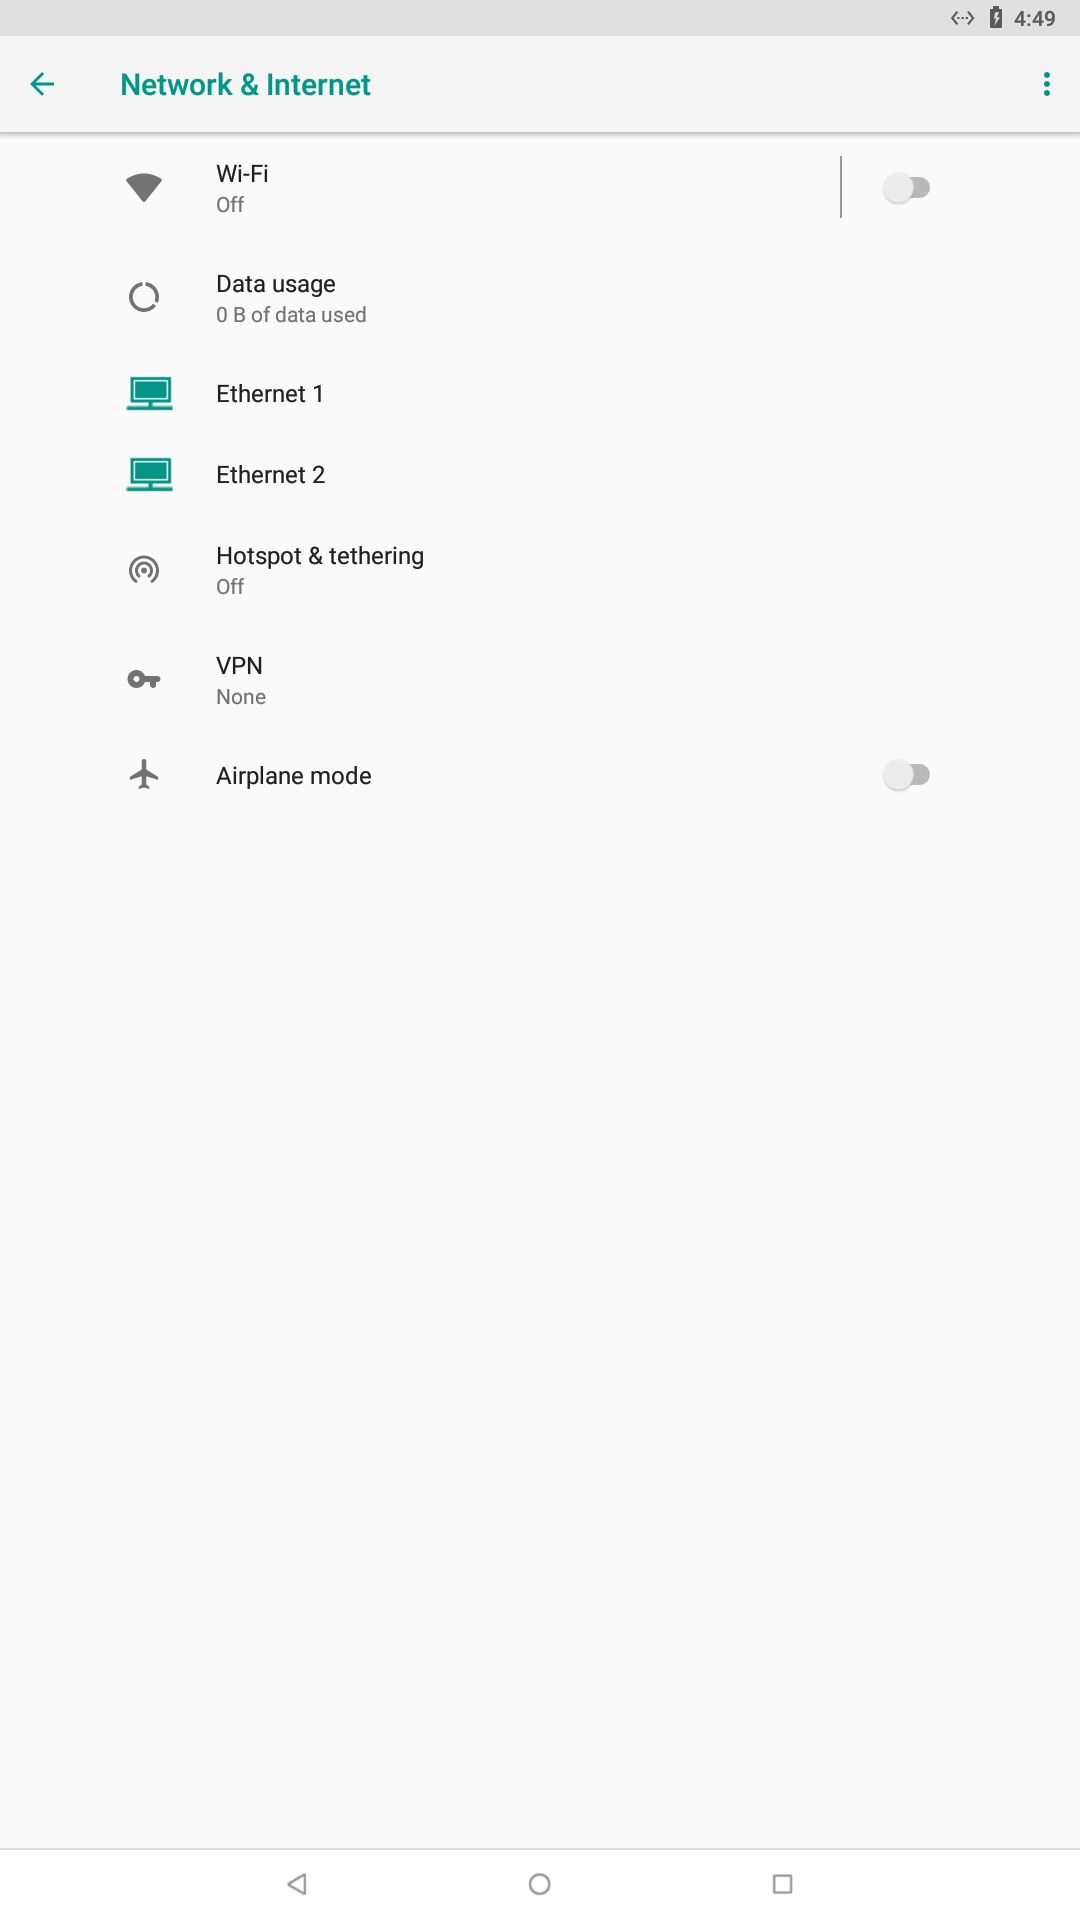 4:49
Network & Internet
Wi-Fi
Off
Data usage
0 B of data used
Ethernet 1
Ethernet 2
Hotspot & tethering
Off
VPN
None
Airplane mode